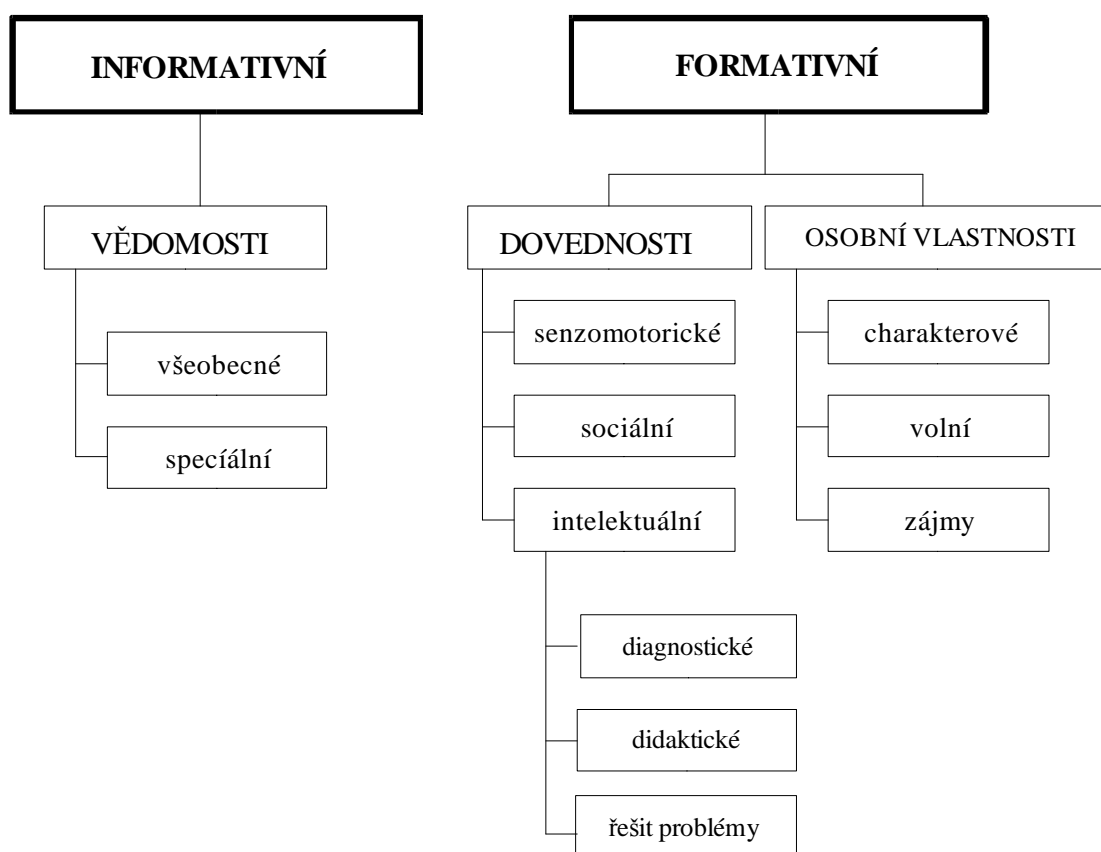 INFORMATIVNÍ
FORMATIVNÍ
VĚDOMOSTI
DOVEDNOSTI
OSOBNÍ VLASTNOSTI
všeobecné
specíální
senzomotorické
sociální
intelektuální
charakterové
volní
zájmy
diagnostické
didaktické
řešit problémy